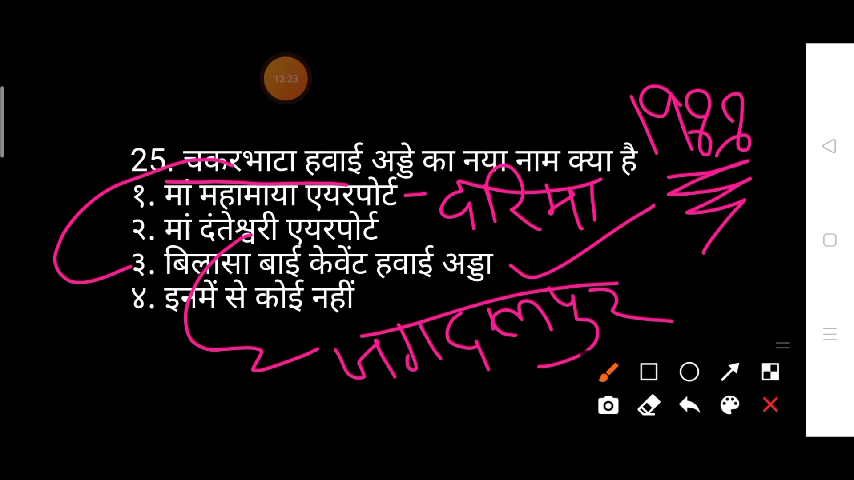 13:23
25. चकरभाटा हवाई अड्डे का नया नाम क्या है
१. मां महामाया एयरपोर्ट - दरिमा
२. मां दंतेश्वरी एयरपोर्ट
३. बिलासा बाई केवेंट हवाई अड्डा
४. इनमें से कोई नहीं
जगदलपुर